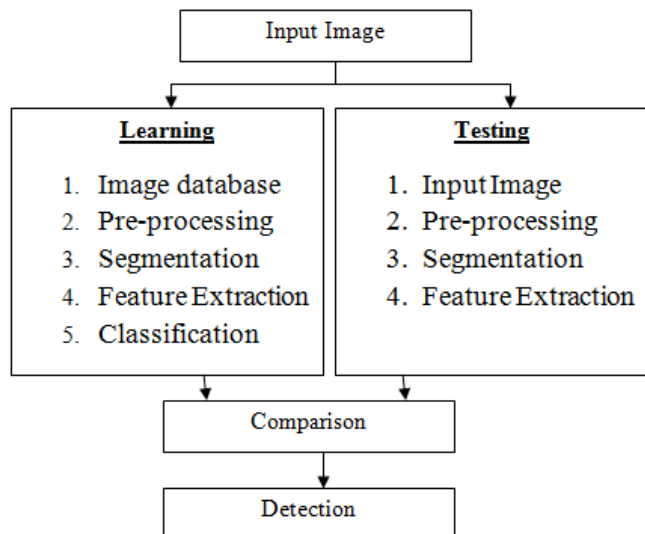 Input Image
Learning
1. Image database
2. Pre-processing
3. Segmentation
4. Feature Extraction
5. Classification
Testing
1. Input Image
2. Pre-processing
3. Segmentation
4. Feature Extraction
Comparison
Detection